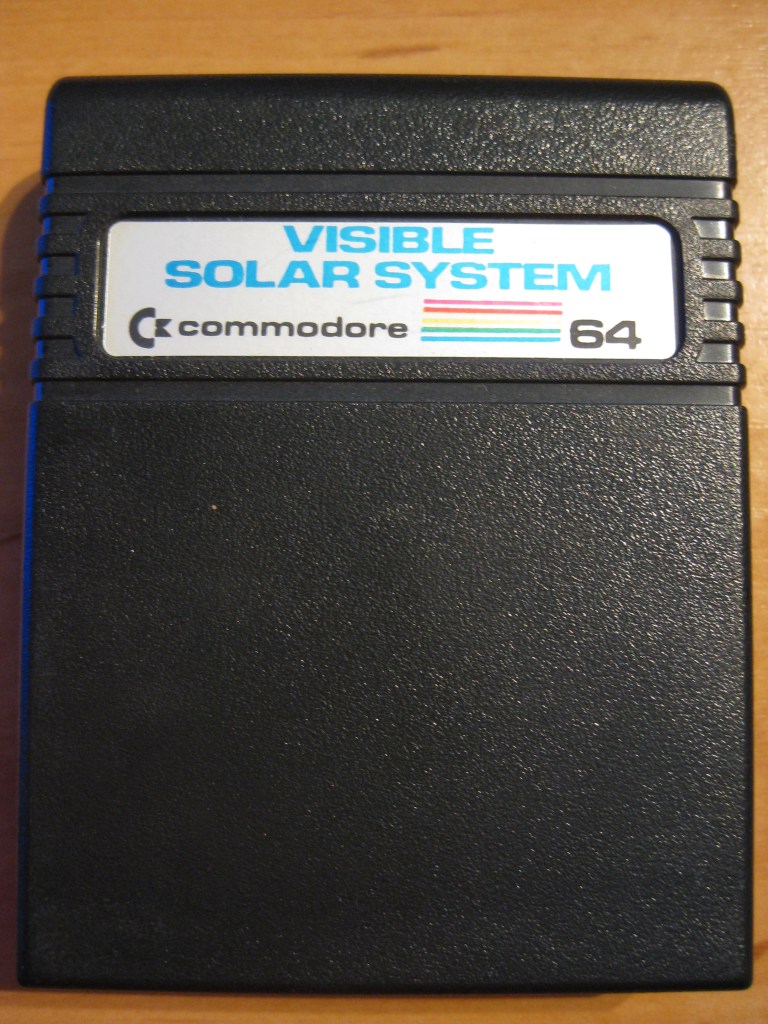 VISIBLE
SOLAR SYSTEM
commodore 64